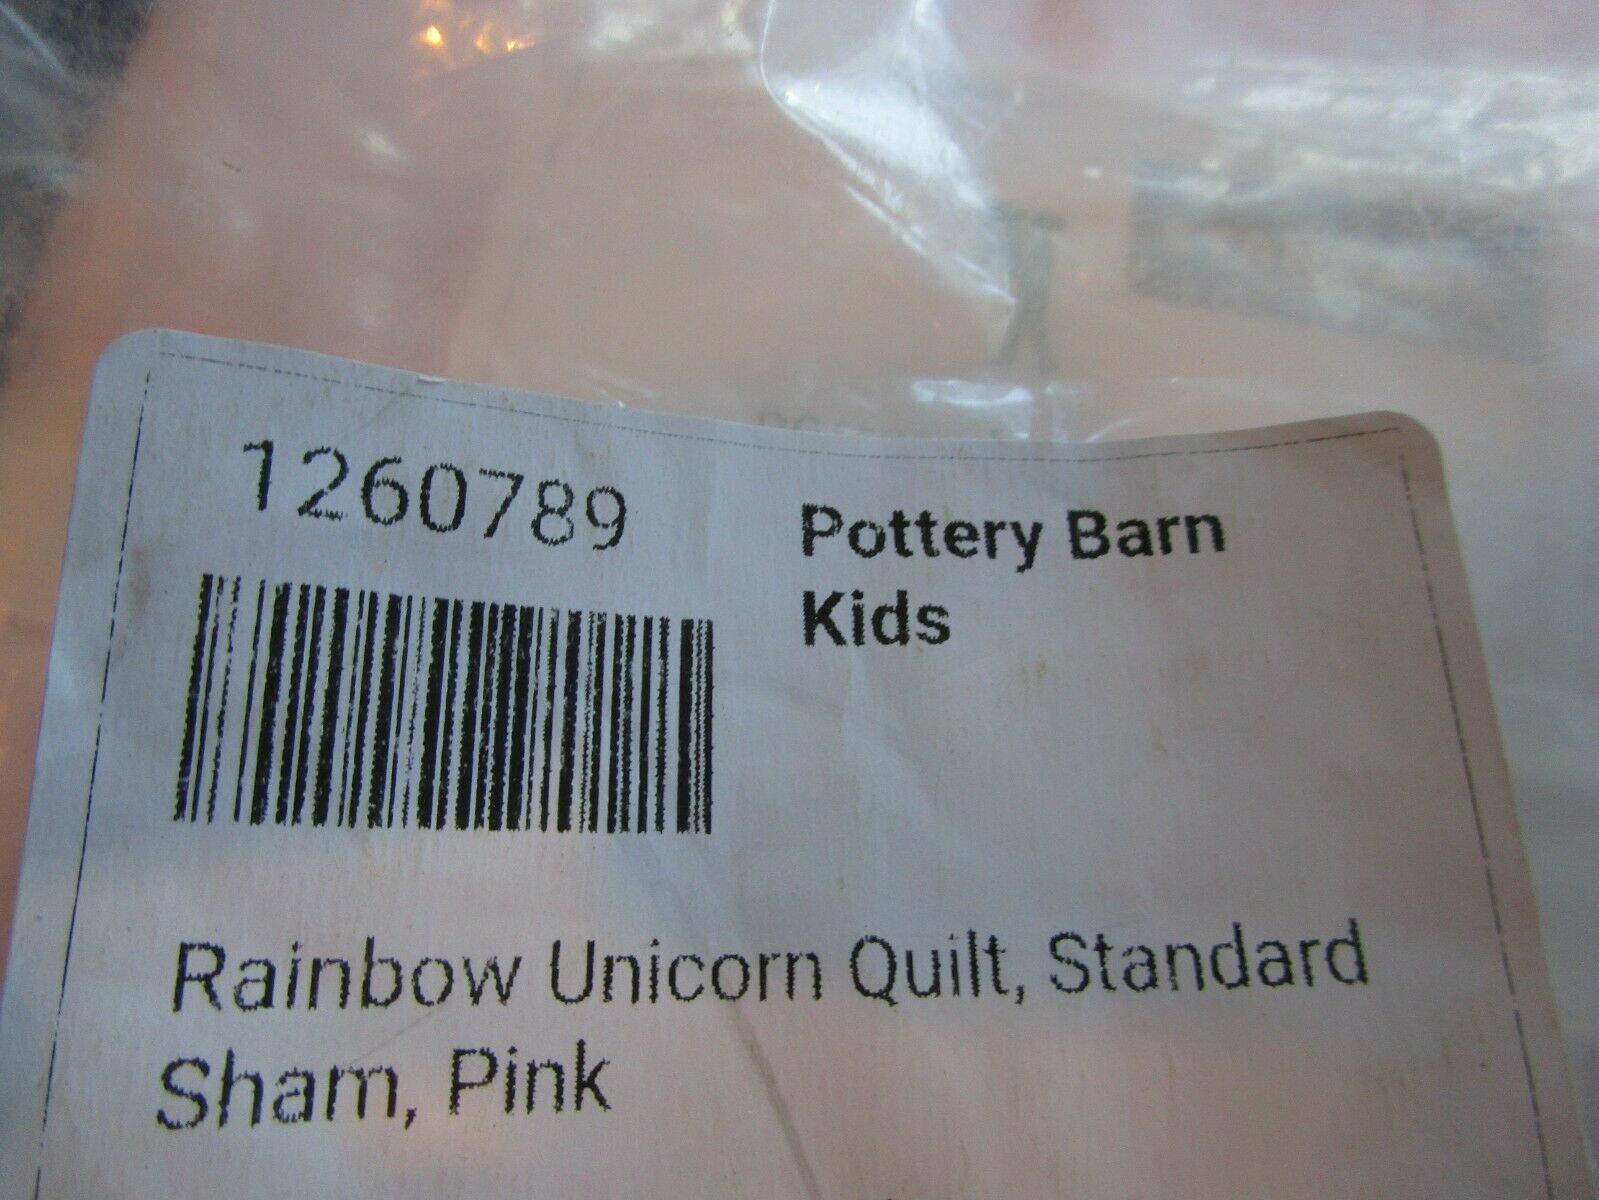 1260789
Pottery Barn
Kids
Rainbow Unicorn Quilt, Standard
Sham, Pink